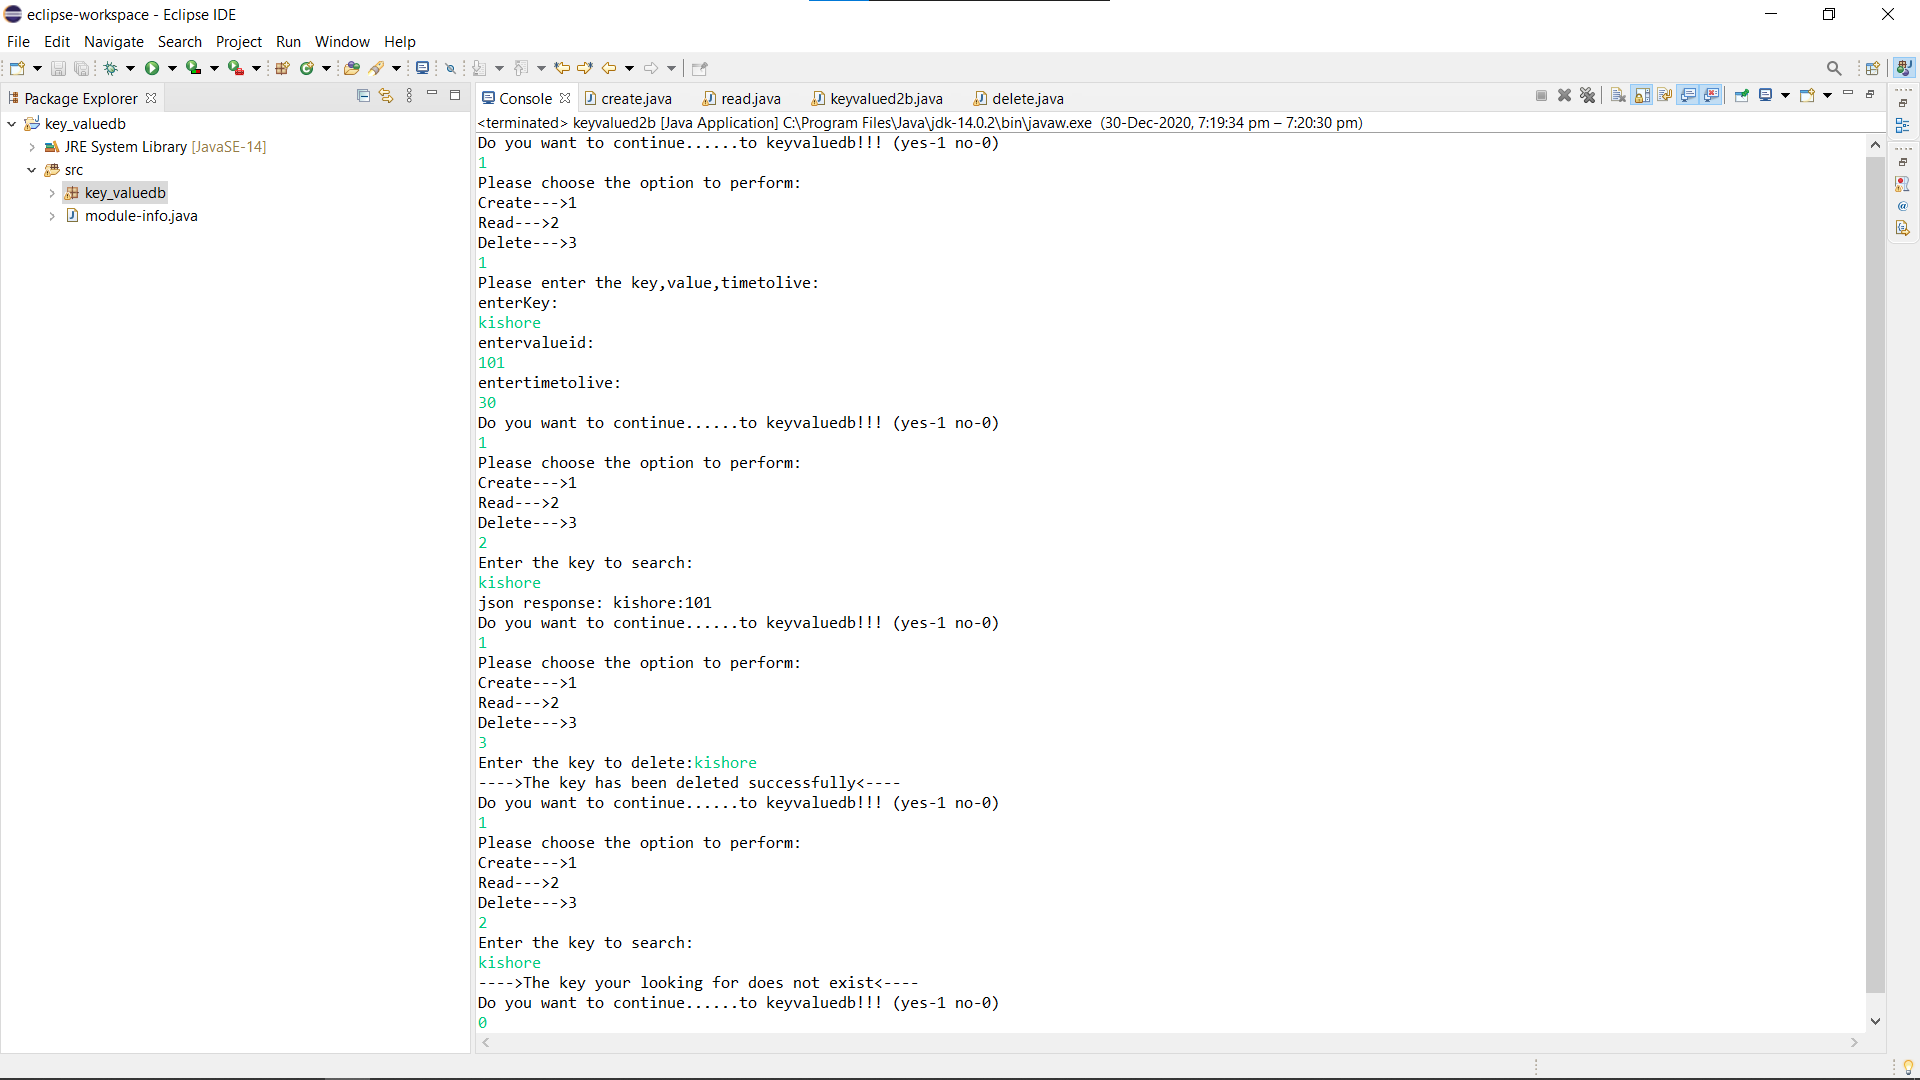 eclipse-workspace - Eclipse IDE
File Edit Navigate Search Project Run Window Help
Package Explorer
key_valuedb
JRE System Library [JavaSE-14]
src
key_valuedb
module-info.java
Console create.java read.java keyvalued2b.java delete.java
<terminated> keyvalued2b [Java Application] C:\Program Files\Java\jdk-14.0.2\bin\javaw.exe (30-Dec-2020, 7:19:34 pm – 7:20:30 pm)
Do you want to continue......to keyvaluedb!!! (yes-1 no-0)
1
Please choose the option to perform:
Create--->1
Read--->2
Delete--->3
1
Please enter the key,value,timetolive:
enterKey:
kishore
entervalueid:
101
entertimetolive:
30
Do you want to continue......to keyvaluedb!!! (yes-1 no-0)
1
Please choose the option to perform:
Create--->1
Read--->2
Delete--->3
2
Enter the key to search:
kishore
json response: kishore:101
Do you want to continue......to keyvaluedb!!! (yes-1 no-0)
1
Please choose the option to perform:
Create--->1
Read--->2
Delete--->3
3
Enter the key to delete:kishore
---->The key has been deleted successfully<----
Do you want to continue......to keyvaluedb!!! (yes-1 no-0)
1
Please choose the option to perform:
Create--->1
Read--->2
Delete--->3
2
Enter the key to search:
kishore
---->The key your looking for does not exist<----
Do you want to continue......to keyvaluedb!!! (yes-1 no-0)
0